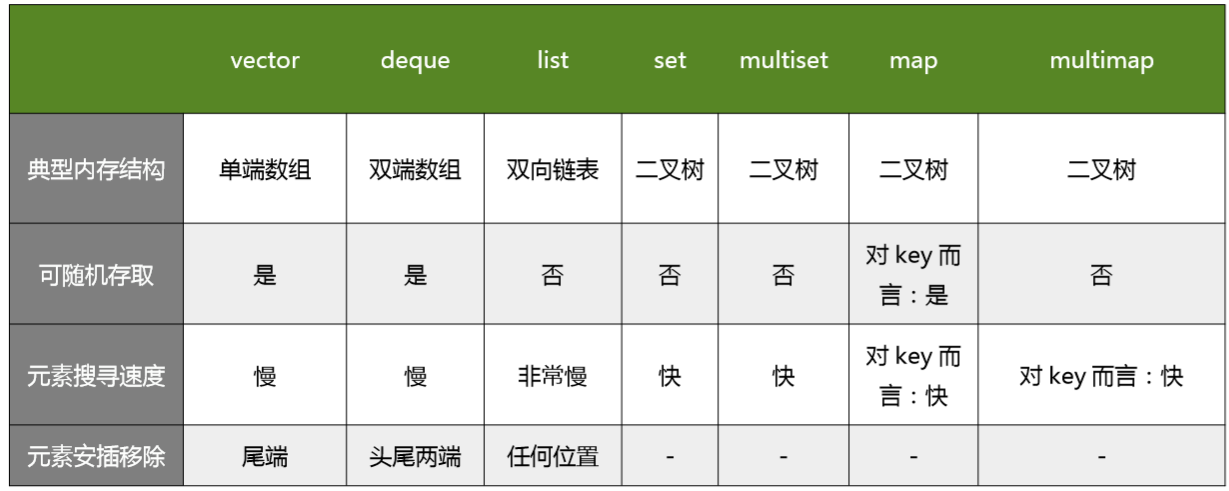 vector deque list set multiset map multimap
典型内存结构 单端数组 双端数组 双向链表 二叉树 二叉树 二叉树 二叉树
可随机存取 是 是 否 否 否 对 key 而言：是 否
元素搜寻速度 慢 慢 非常慢 快 快 对 key 而言：快 对 key 而言：快
元素安插移除 尾端 头尾两端 任何位置 - - - -